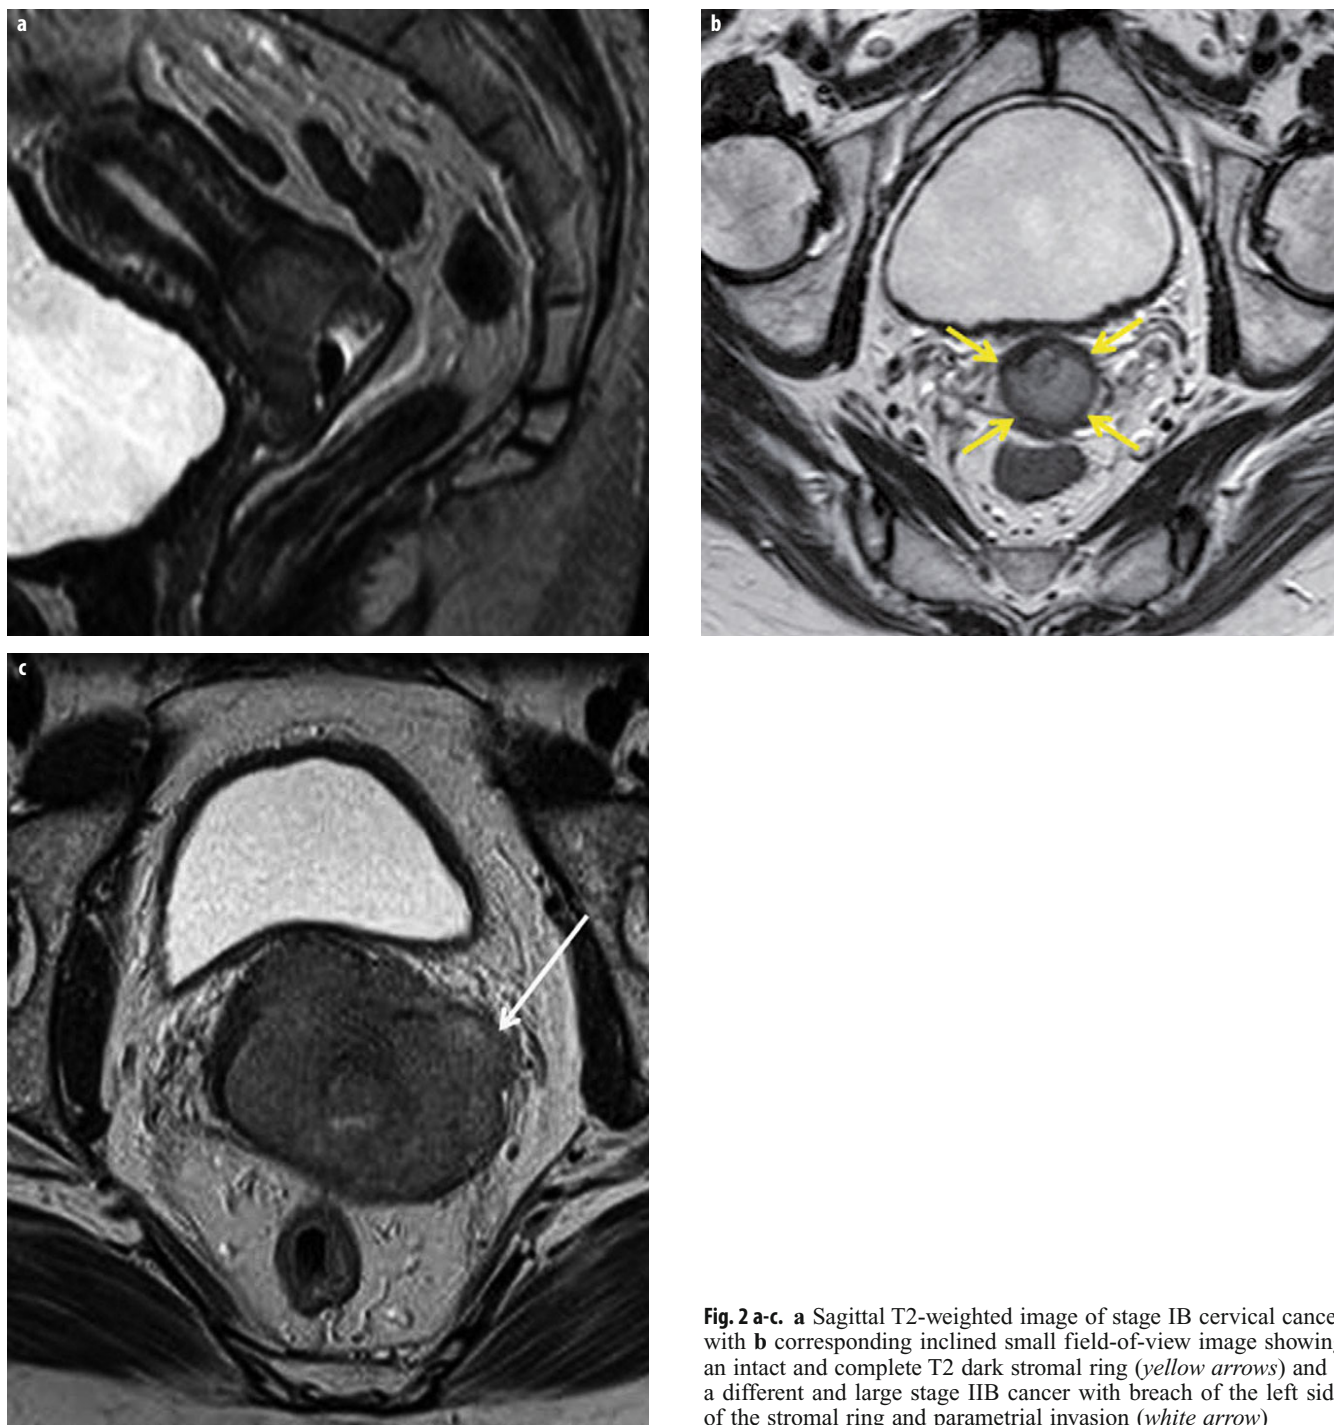 a
b
c
Fig. 2 a-c. a Sagittal T2-weighted image of stage IB cervical cance
with b corresponding inclined small field-of-view image showin
an intact and complete T2 dark stromal ring (yellow arrows) and
a different and large stage IIB cancer with breach of the left sid
of the stromal ring and parametrial invasion (white arrow)